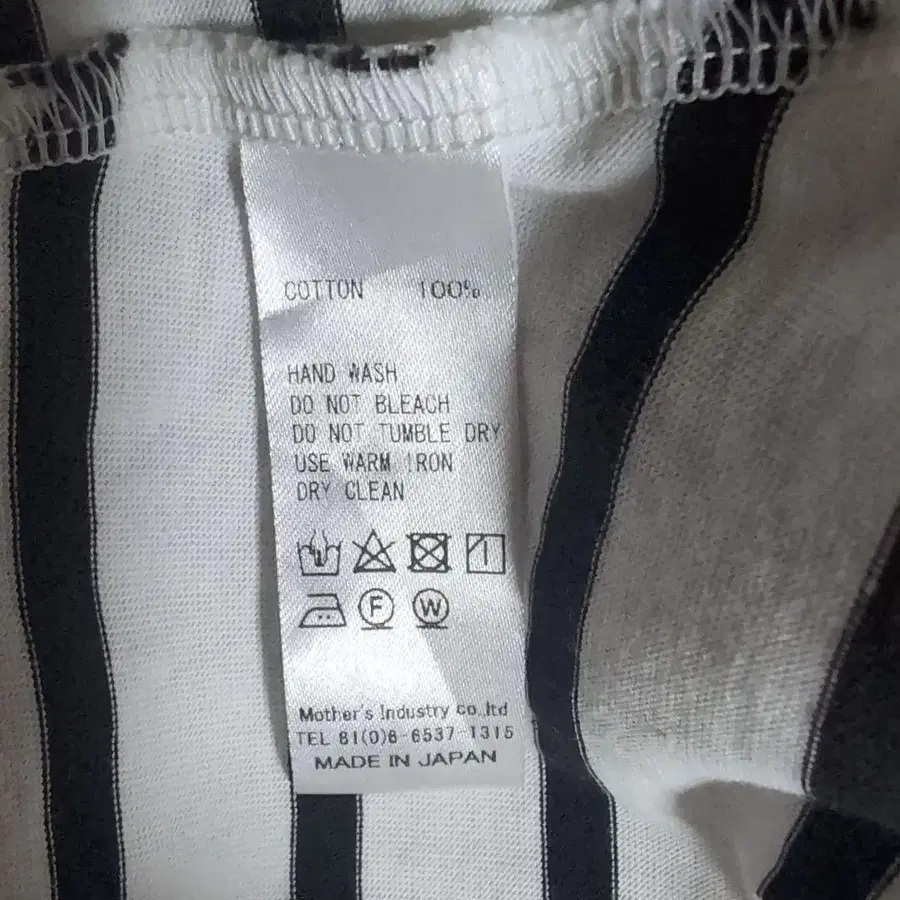 COTTON 100%
HAND WASH
DO NOT BLEACH
DO NOT TUMBLE DRY
USE WARM IRON
DRY CLEAN
F W
Mother's Industry co.,ltd
TEL 81(0)6-6537-1315
MADE IN JAPAN